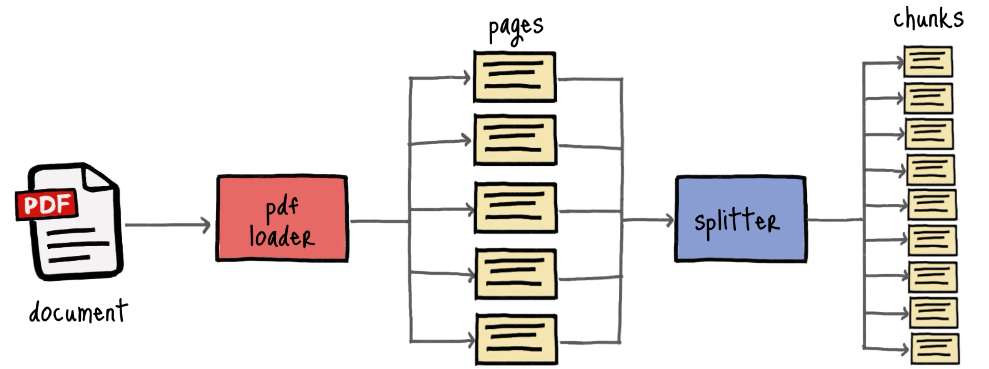 PDF
document
pdf
loader
pages
splitter
chunks